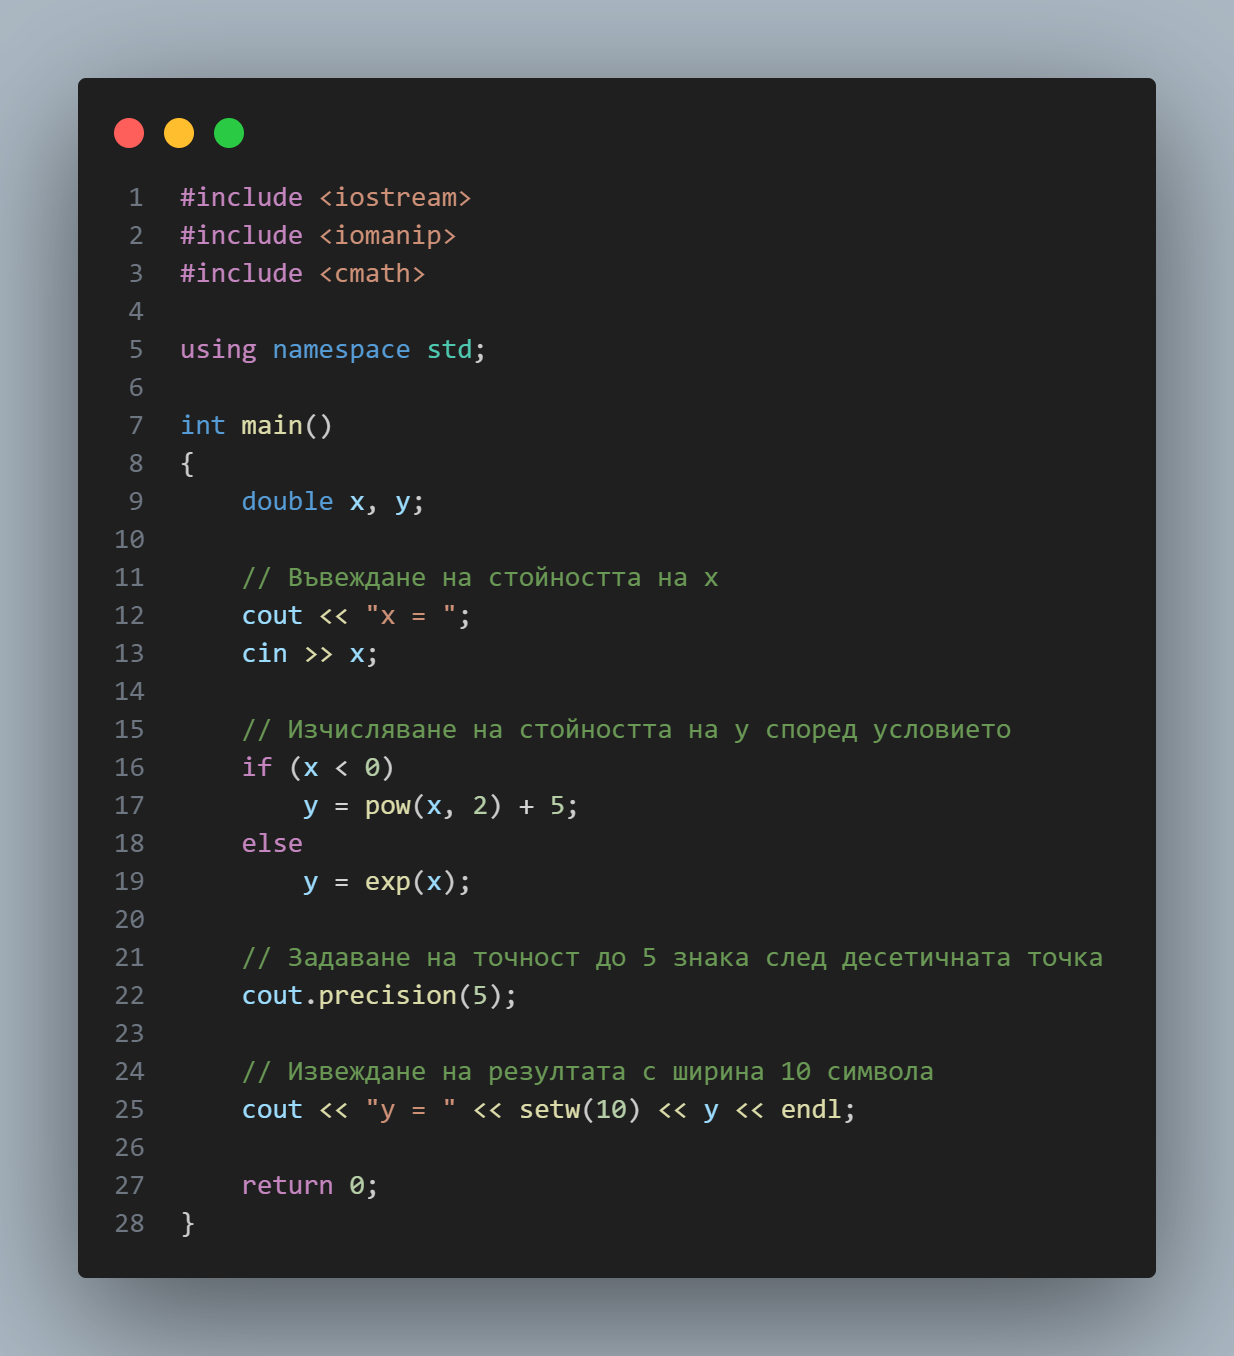 1 #include <iostream>
2 #include <iomanip>
3 #include <cmath>
4
5 using namespace std;
6
7 int main()
8 {
9     double x, y;
10
11     // Въвеждане на стойността на x
12     cout << "x = ";
13     cin >> x;
14
15     // Изчисляване на стойността на y според условието
16     if (x < 0)
17         y = pow(x, 2) + 5;
18     else
19         y = exp(x);
20
21     // Задаване на точност до 5 знака след десетичната точка
22     cout.precision(5);
23
24     // Извеждане на резултата с ширина 10 символа
25     cout << "y = " << setw(10) << y << endl;
26
27     return 0;
28 }